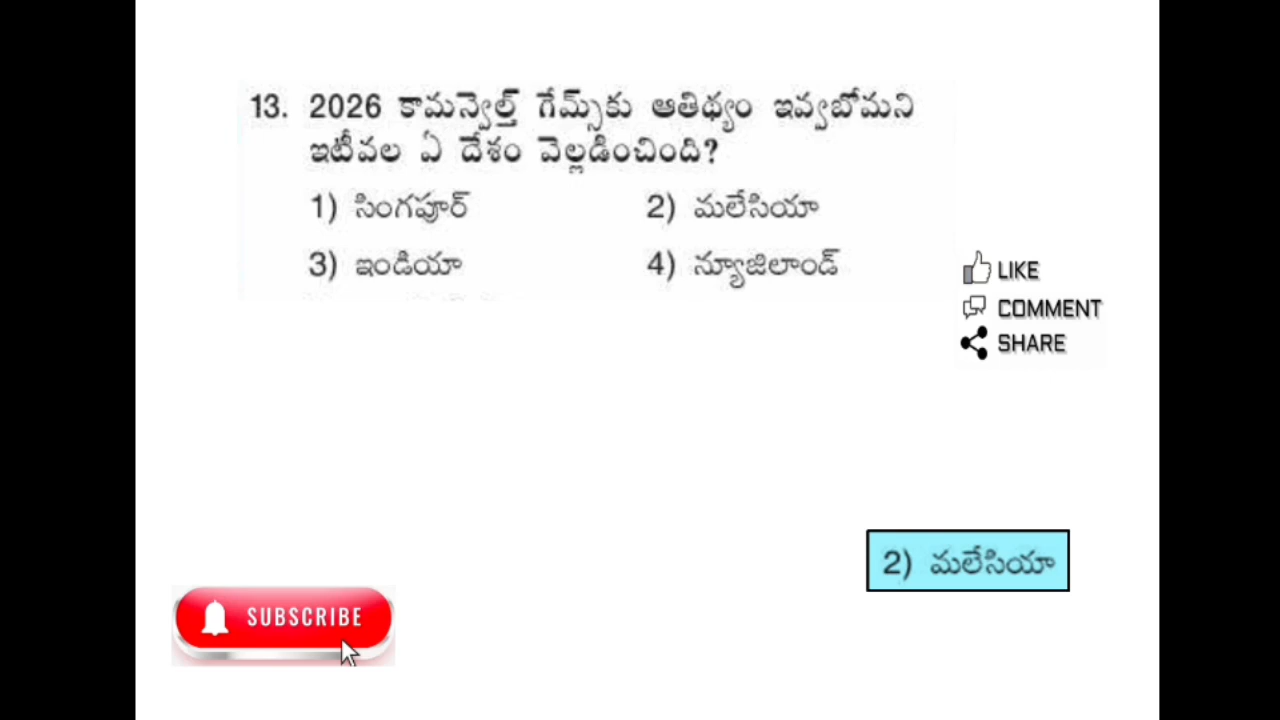 13. 2026 కామన్వెల్త్ గేమ్స్‌కు ఆతిథ్యం ఇవ్వబోమని
ఇటీవల ఏ దేశం వెల్లడించింది?
1) సింగపూర్ 2) మలేసియా
3) ఇండియా 4) న్యూజిలాండ్
LIKE
COMMENT
SHARE
2) మలేసియా
SUBSCRIBE